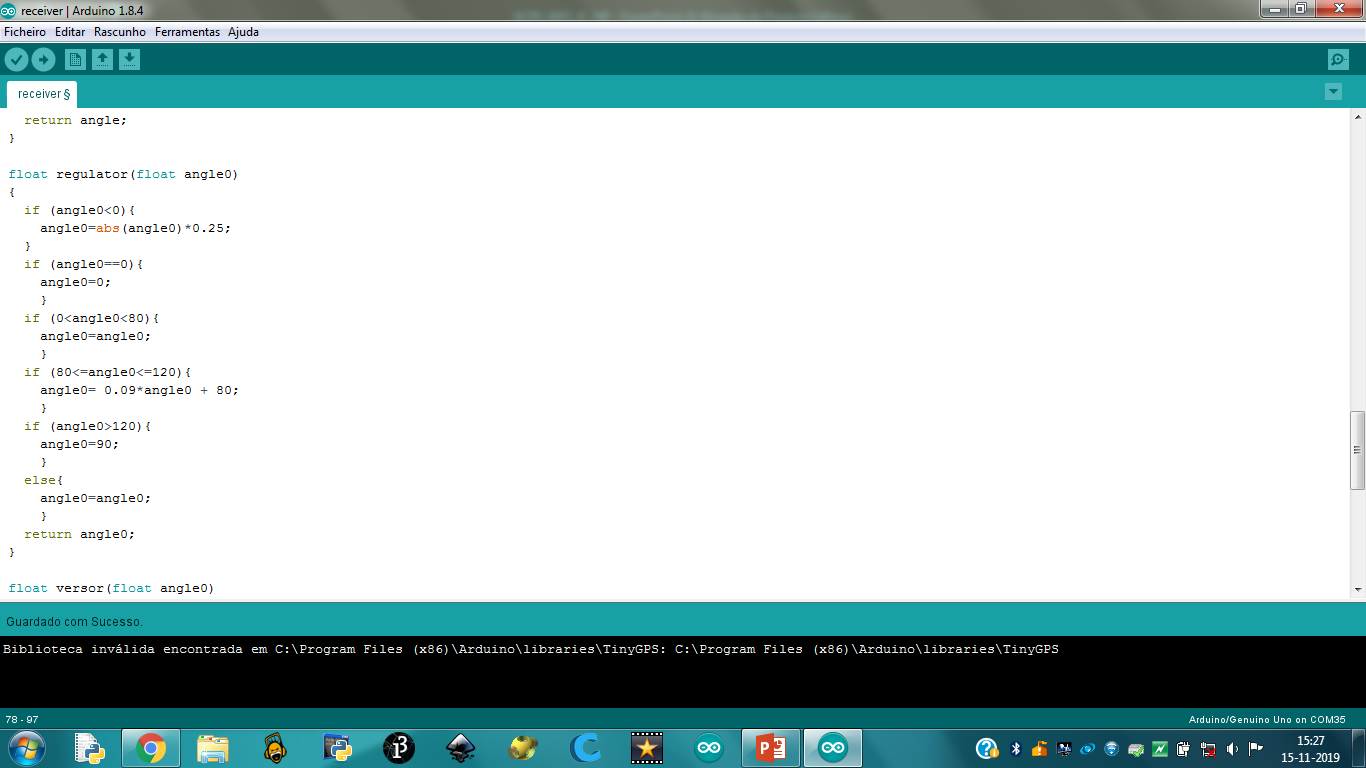 receiver | Arduino 1.8.4
Ficheiro Editar Rascunho Ferramentas Ajuda
receiver §
return angle;
}
float regulator(float angle0)
{
if (angle0<0){
angle0=abs(angle0)*0.25;
}
if (angle0==0){
angle0=0;
}
if (0<angle0<80){
angle0=angle0;
}
if (80<=angle0<=120){
angle0= 0.09*angle0 + 80;
}
if (angle0>120){
angle0=90;
}
else{
angle0=angle0;
}
return angle0;
}
float versor(float angle0)
Guardado com Sucesso.
Biblioteca inválida encontrada em C:\Program Files (x86)\Arduino\libraries\TinyGPS: C:\Program Files (x86)\Arduino\libraries\TinyGPS
78 - 97
Arduino/Genuino Uno on COM35
15:27
15-11-2019